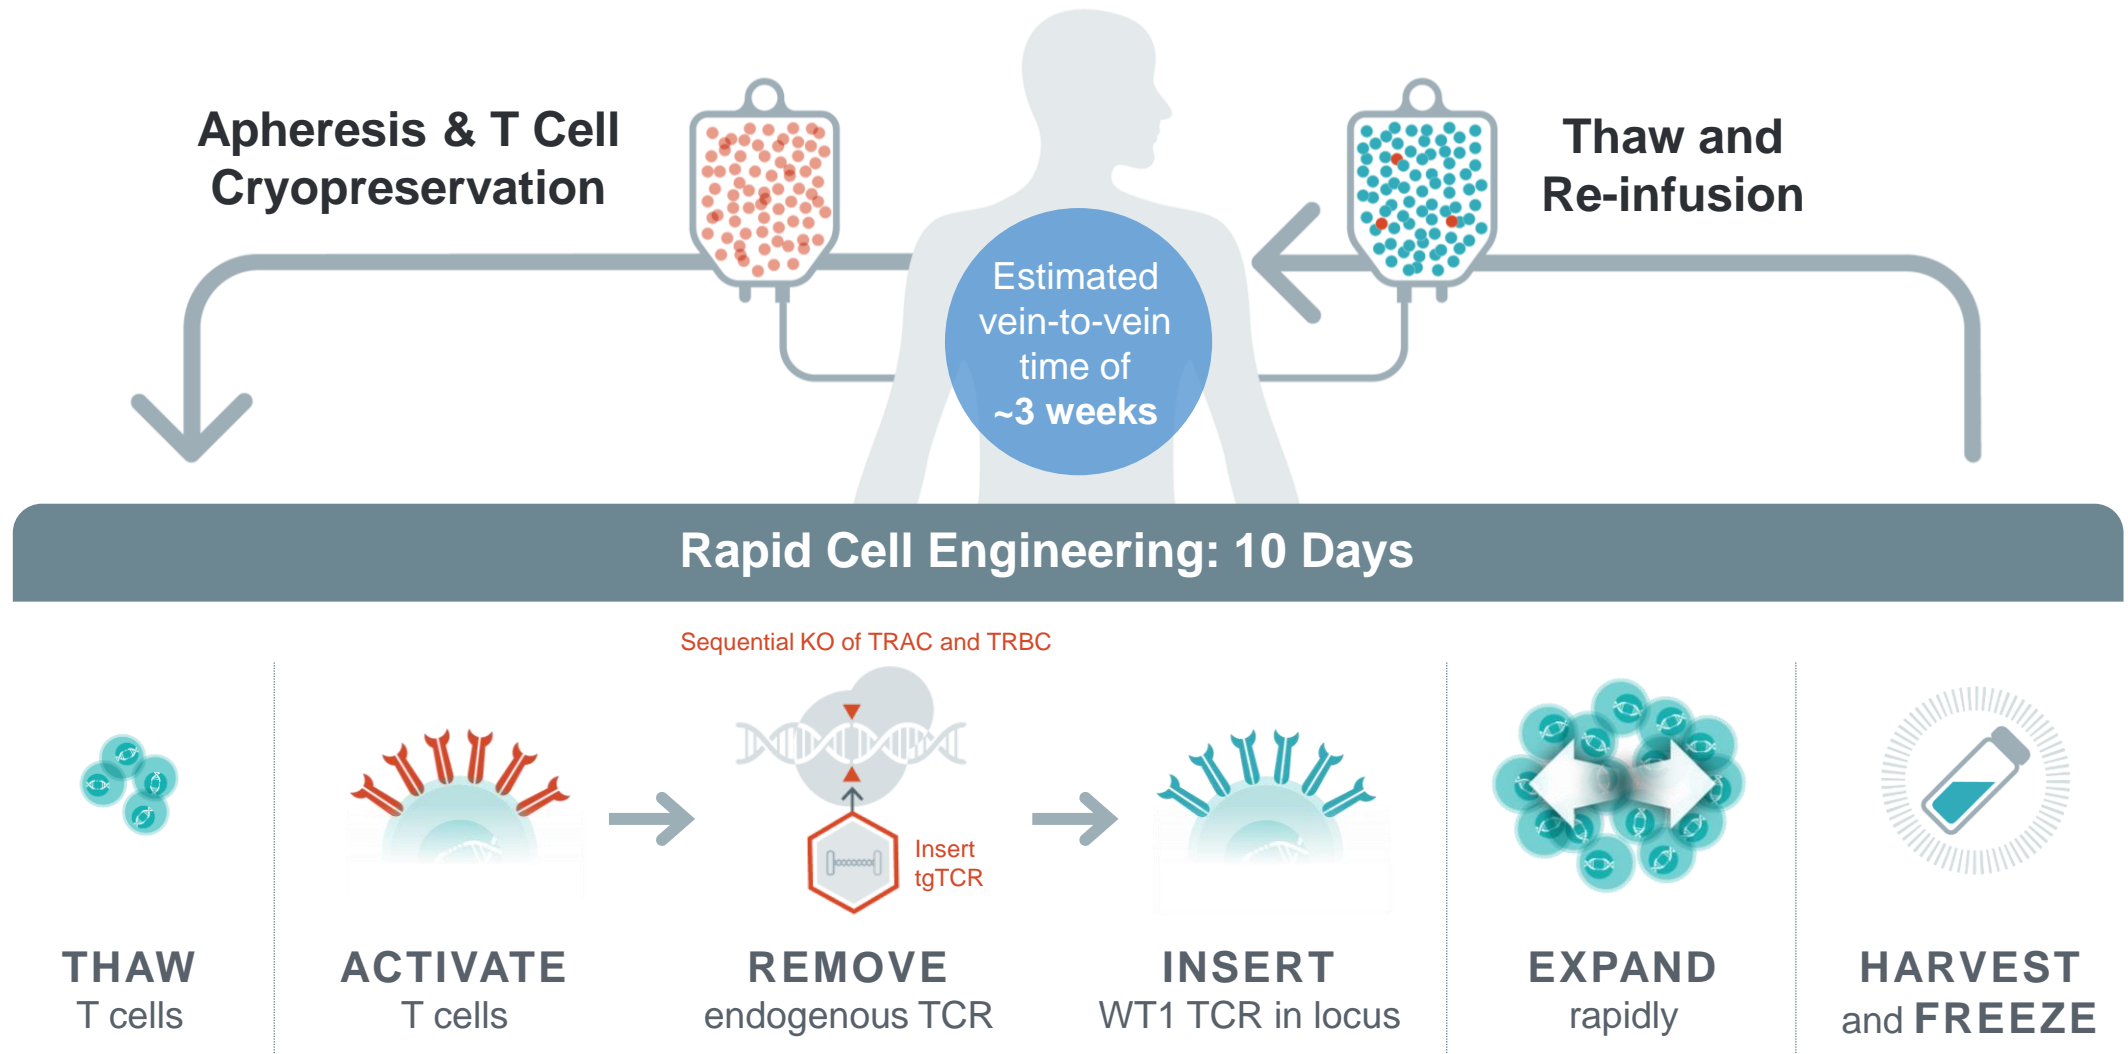 Apheresis & T Cell
Cryopreservation
Thaw and
Re-infusion
Estimated
vein-to-vein
time of
~3 weeks
Rapid Cell Engineering: 10 Days
Sequential KO of TRAC and TRBC
Insert
tgTCR
THAW
T cells
ACTIVATE
T cells
REMOVE
endogenous TCR
INSERT
WT1 TCR in locus
EXPAND
rapidly
HARVEST
and FREEZE